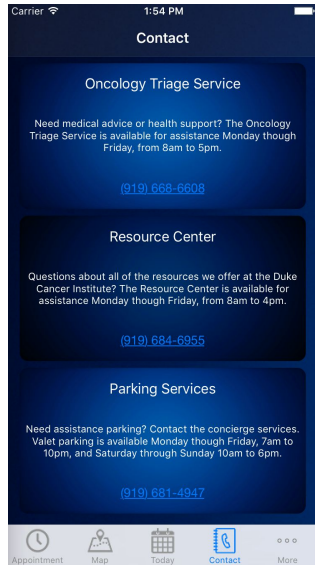 Carrier 1:54 PM
Contact
Oncology Triage Service
Need medical advice or health support? The Oncology
Triage Service is available for assistance Monday though
Friday, from 8am to 5pm.
(919) 668-6608
Resource Center
Questions about all of the resources we offer at the Duke
Cancer Institute? The Resource Center is available for
assistance Monday though Friday, from 8am to 4pm.
(919) 684-6955
Parking Services
Need assistance parking? Contact the concierge services.
Valet parking is available Monday though Friday, 7am to
10pm, and Saturday through Sunday 10am to 6pm.
(919) 681-4947
Appointment Map Today Contact More